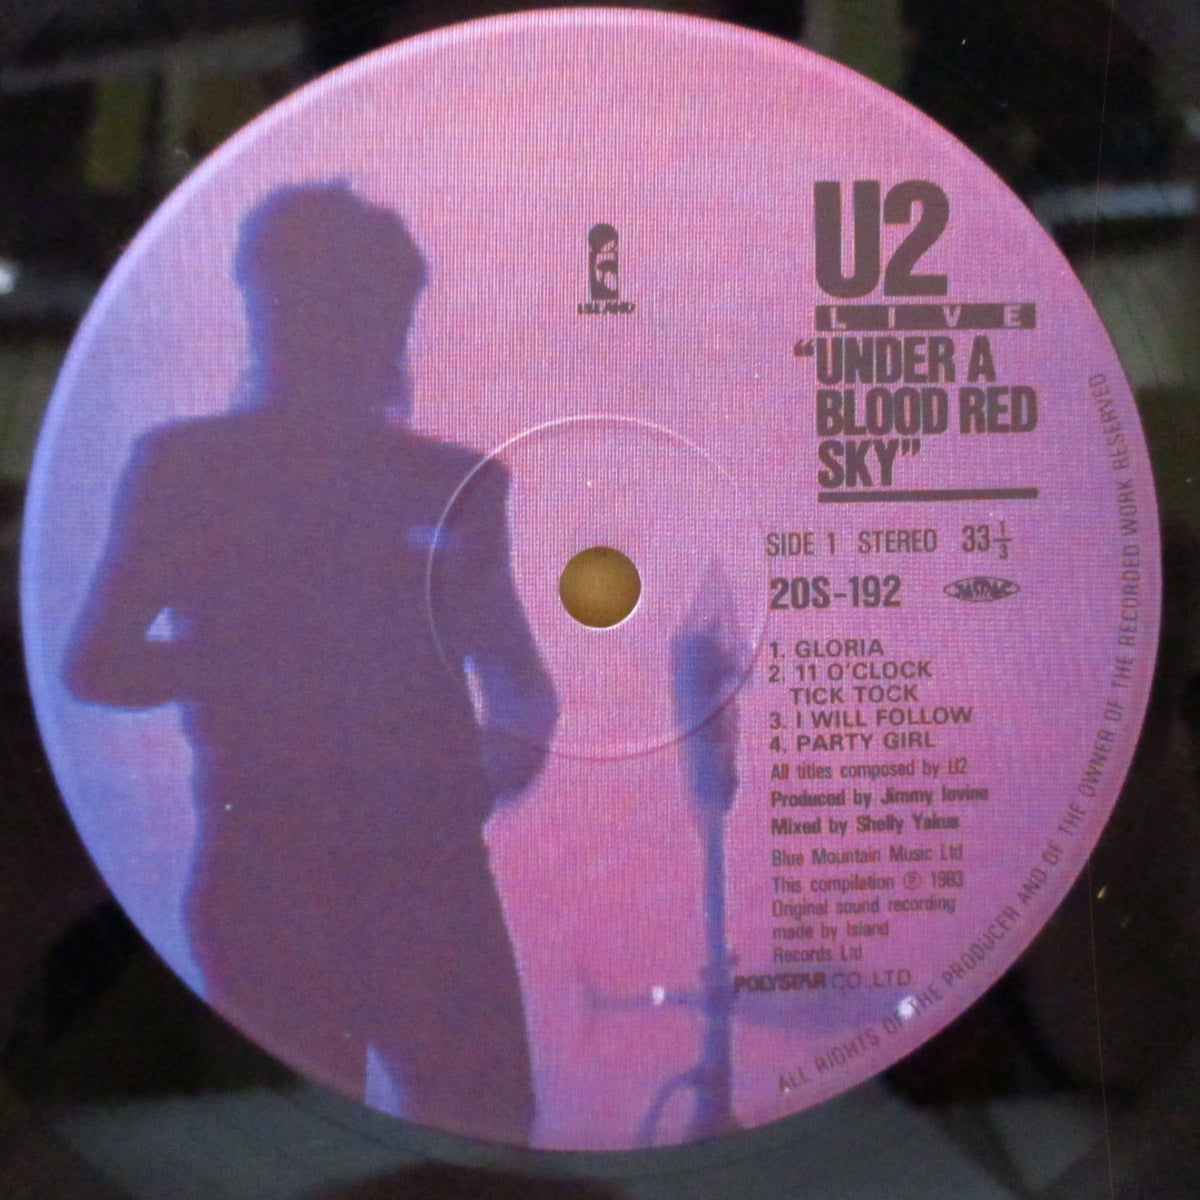 ISLAND
U2
LIVE
“UNDER A
BLOOD RED
SKY”
SIDE 1 STEREO 33 1/3
20S-192
JASRAC
1. GLORIA
2. 11 O'CLOCK
TICK TOCK
3. I WILL FOLLOW
4. PARTY GIRL
All titles composed by U2
Produced by Jimmy Iovine
Mixed by Shelly Yakus
Blue Mountain Music Ltd
This compilation ℗ 1983
Original sound recording
made by Island
Records Ltd
POLYSTAR CO.,LTD.
ALL RIGHTS OF THE PRODUCER AND OF THE OWNER OF THE RECORDED WORK RESERVED